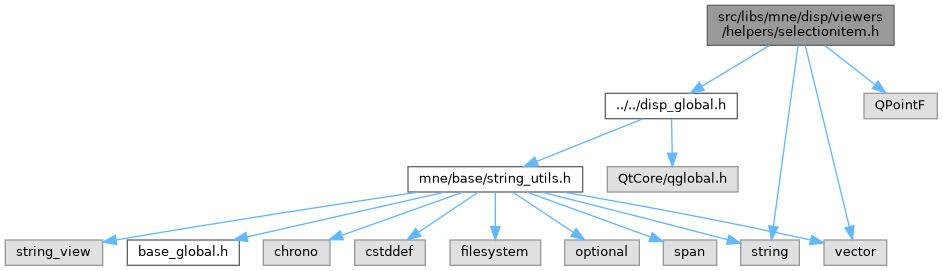 src/libs/mne/disp/viewers
/helpers/selectionitem.h
../../disp_global.h
QPointF
mne/base/string_utils.h
QtCore/qglobal.h
string_view
base_global.h
chrono
cstddef
filesystem
optional
span
string
vector